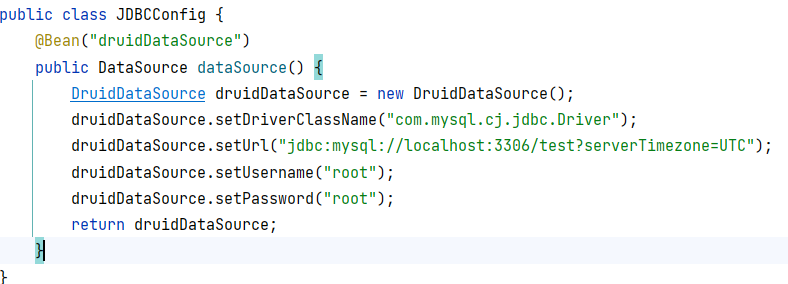 public class JDBCConfig {
    @Bean("druidDataSource")
    public DataSource dataSource() {
        DruidDataSource druidDataSource = new DruidDataSource();
        druidDataSource.setDriverClassName("com.mysql.cj.jdbc.Driver");
        druidDataSource.setUrl("jdbc:mysql://localhost:3306/test?serverTimezone=UTC");
        druidDataSource.setUsername("root");
        druidDataSource.setPassword("root");
        return druidDataSource;
    }
}